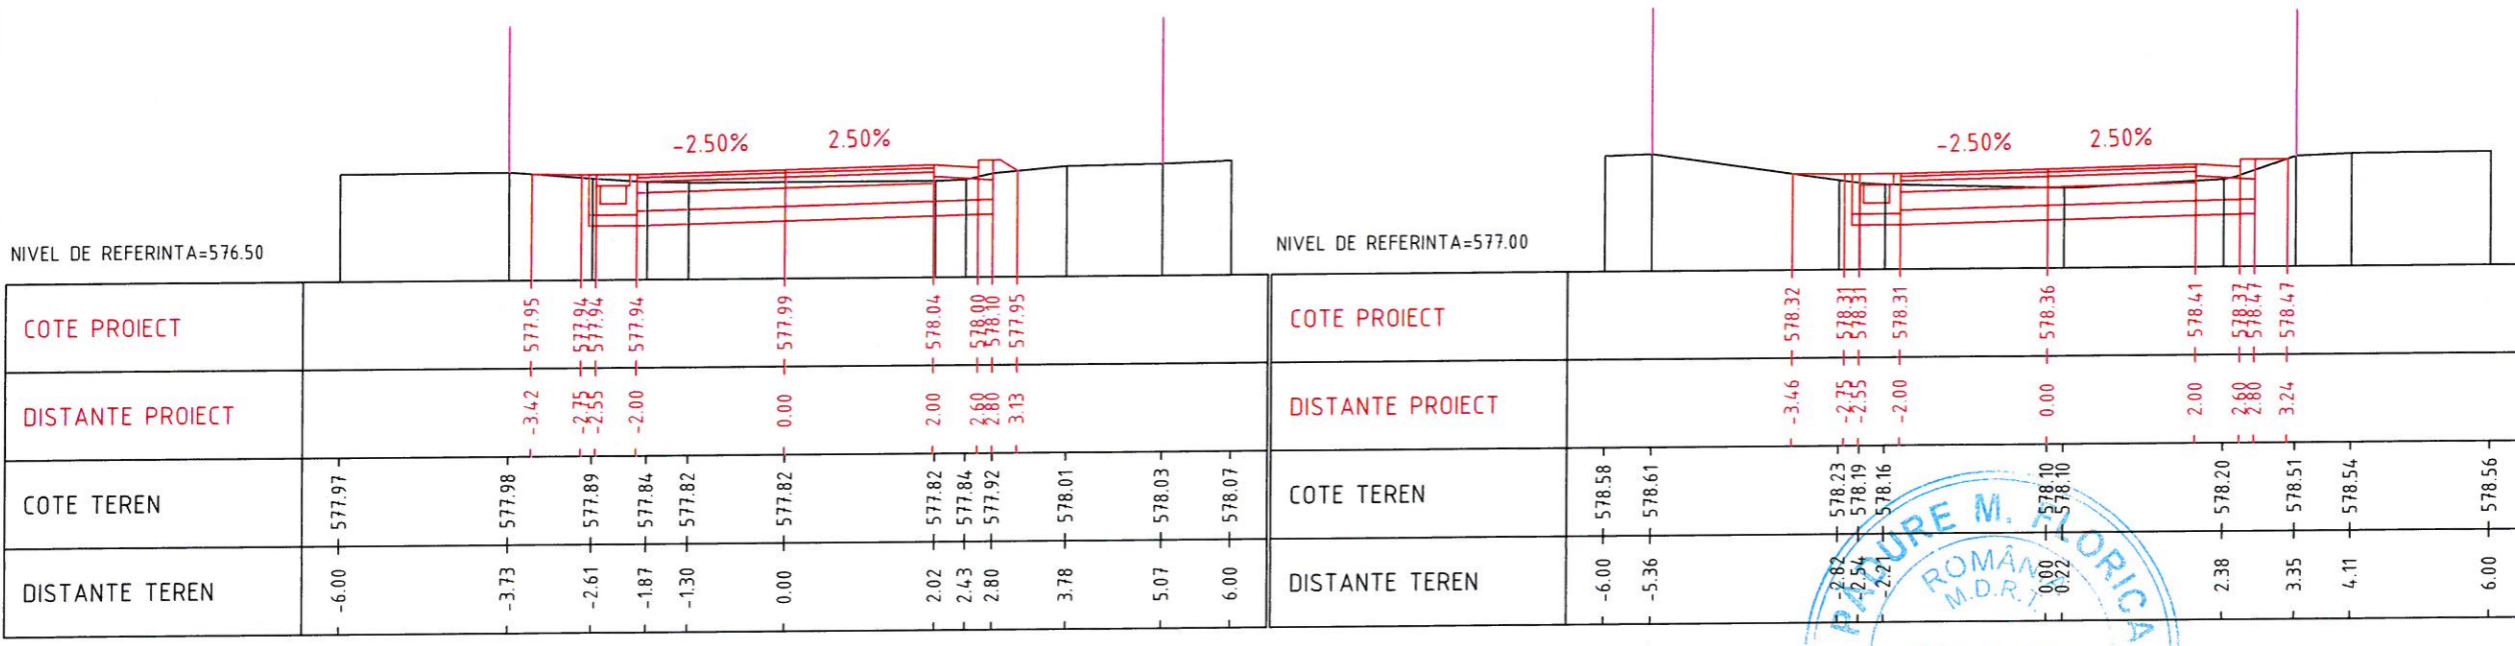 -2.50% 2.50%
NIVEL DE REFERINTA=576.50
COTE PROIECT 577.95 577.94 577.94 577.94 577.99 578.04 578.00 578.10 577.95
DISTANTE PROIECT -3.42 -2.75 -2.55 -2.00 0.00 2.00 2.60 2.80 3.13
COTE TEREN 577.97 577.98 577.89 577.84 577.82 577.82 577.82 577.84 577.92 578.01 578.03 578.07
DISTANTE TEREN -6.00 -3.73 -2.61 -1.87 -1.30 0.00 2.02 2.43 2.80 3.78 5.07 6.00
-2.50% 2.50%
NIVEL DE REFERINTA=577.00
COTE PROIECT 578.32 578.31 578.31 578.31 578.36 578.41 578.37 578.47 578.47
DISTANTE PROIECT -3.46 -2.75 -2.55 -2.00 0.00 2.00 2.60 2.80 3.24
COTE TEREN 578.58 578.61 578.23 578.19 578.16 578.10 578.10 578.20 578.51 578.54 578.56
DISTANTE TEREN -6.00 -5.36 -2.82 -2.54 -2.21 0.00 0.22 2.38 3.35 4.11 6.00
PADURE M. FLORICA
ROMÂNIA
M.D.R.T.